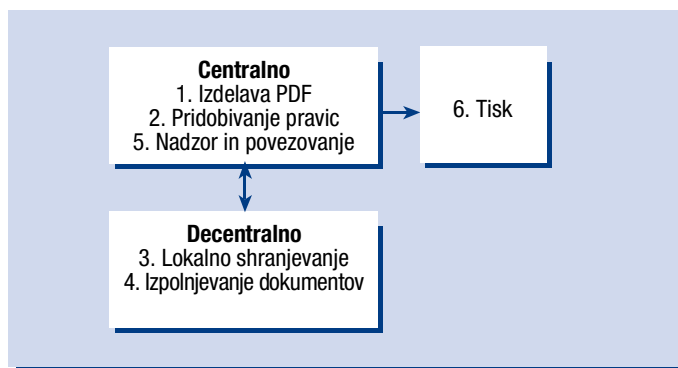 Centralno
1. Izdelava PDF
2. Pridobivanje pravic
5. Nadzor in povezovanje
6. Tisk
Decentralno
3. Lokalno shranjevanje
4. Izpolnjevanje dokumentov